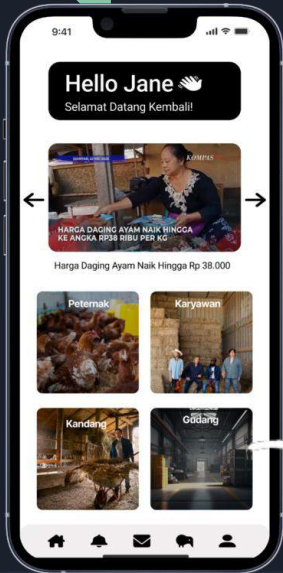 9:41
Hello Jane
Selamat Datang Kembali!
KOMPAS
HARGA DAGING AYAM NAIK HINGGA
KE ANGKA RP38 RIBU PER KG
Harga Daging Ayam Naik Hingga Rp 38.000
Peternak
Karyawan
Kandang
Gudang